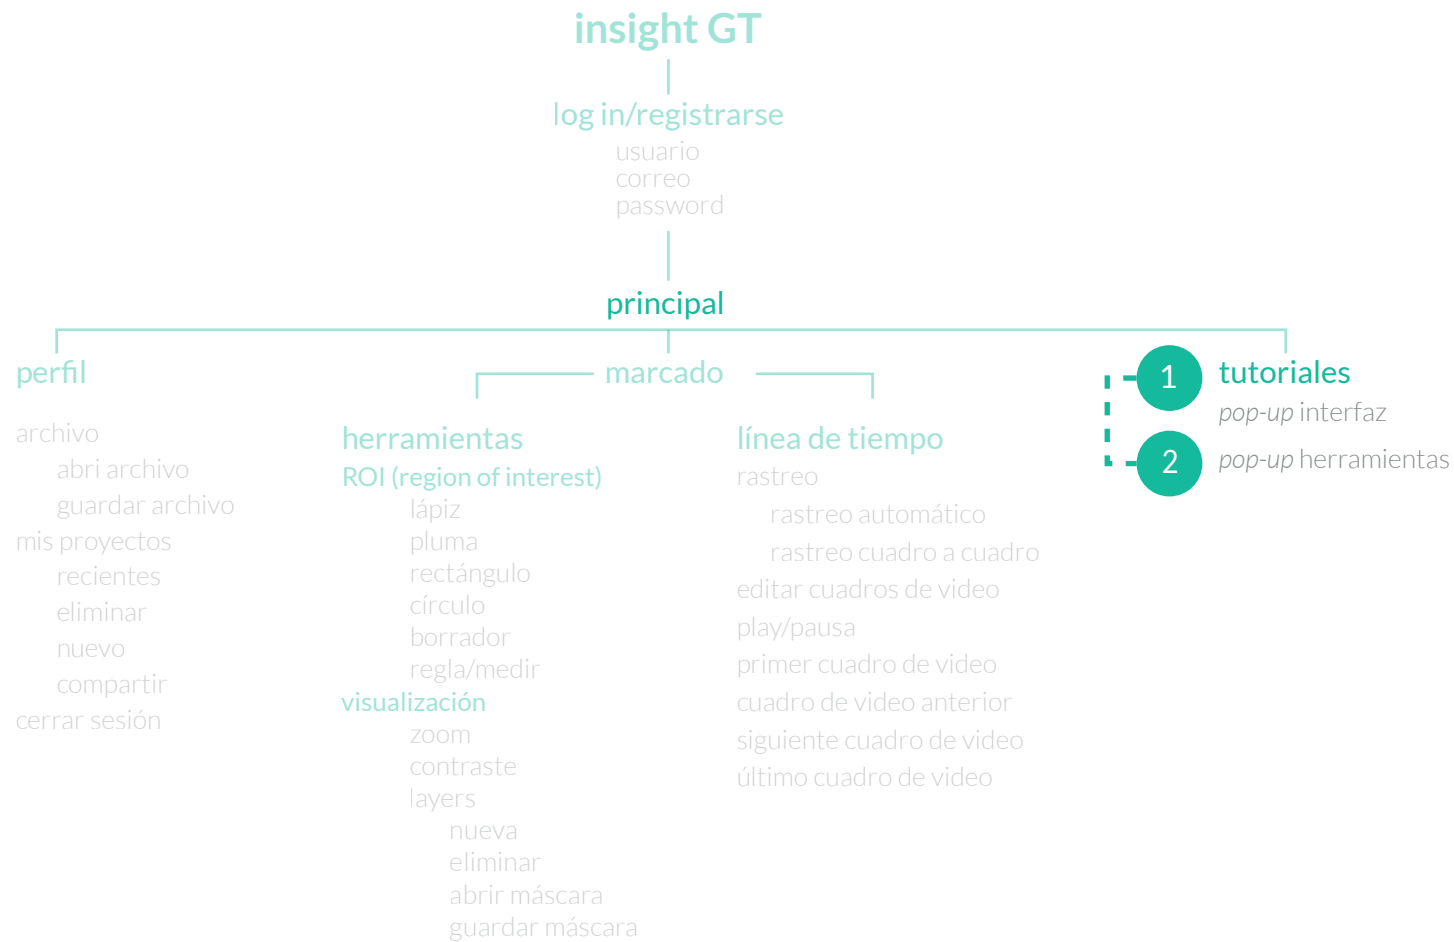 insight GT
log in/registrarse
usuario
correo
password
principal
perfil
archivo
abri archivo
guardar archivo
mis proyectos
recientes
eliminar
nuevo
compartir
cerrar sesión
marcado
herramientas
ROI (region of interest)
lápiz
pluma
rectángulo
círculo
borrador
regla/medir
visualización
zoom
contraste
layers
nueva
eliminar
abrir máscara
guardar máscara
línea de tiempo
rastreo
rastreo automático
rastreo cuadro a cuadro
editar cuadros de video
play/pausa
primer cuadro de video
cuadro de video anterior
siguiente cuadro de video
último cuadro de video
1 tutoriales
pop-up interfaz
2 pop-up herramientas